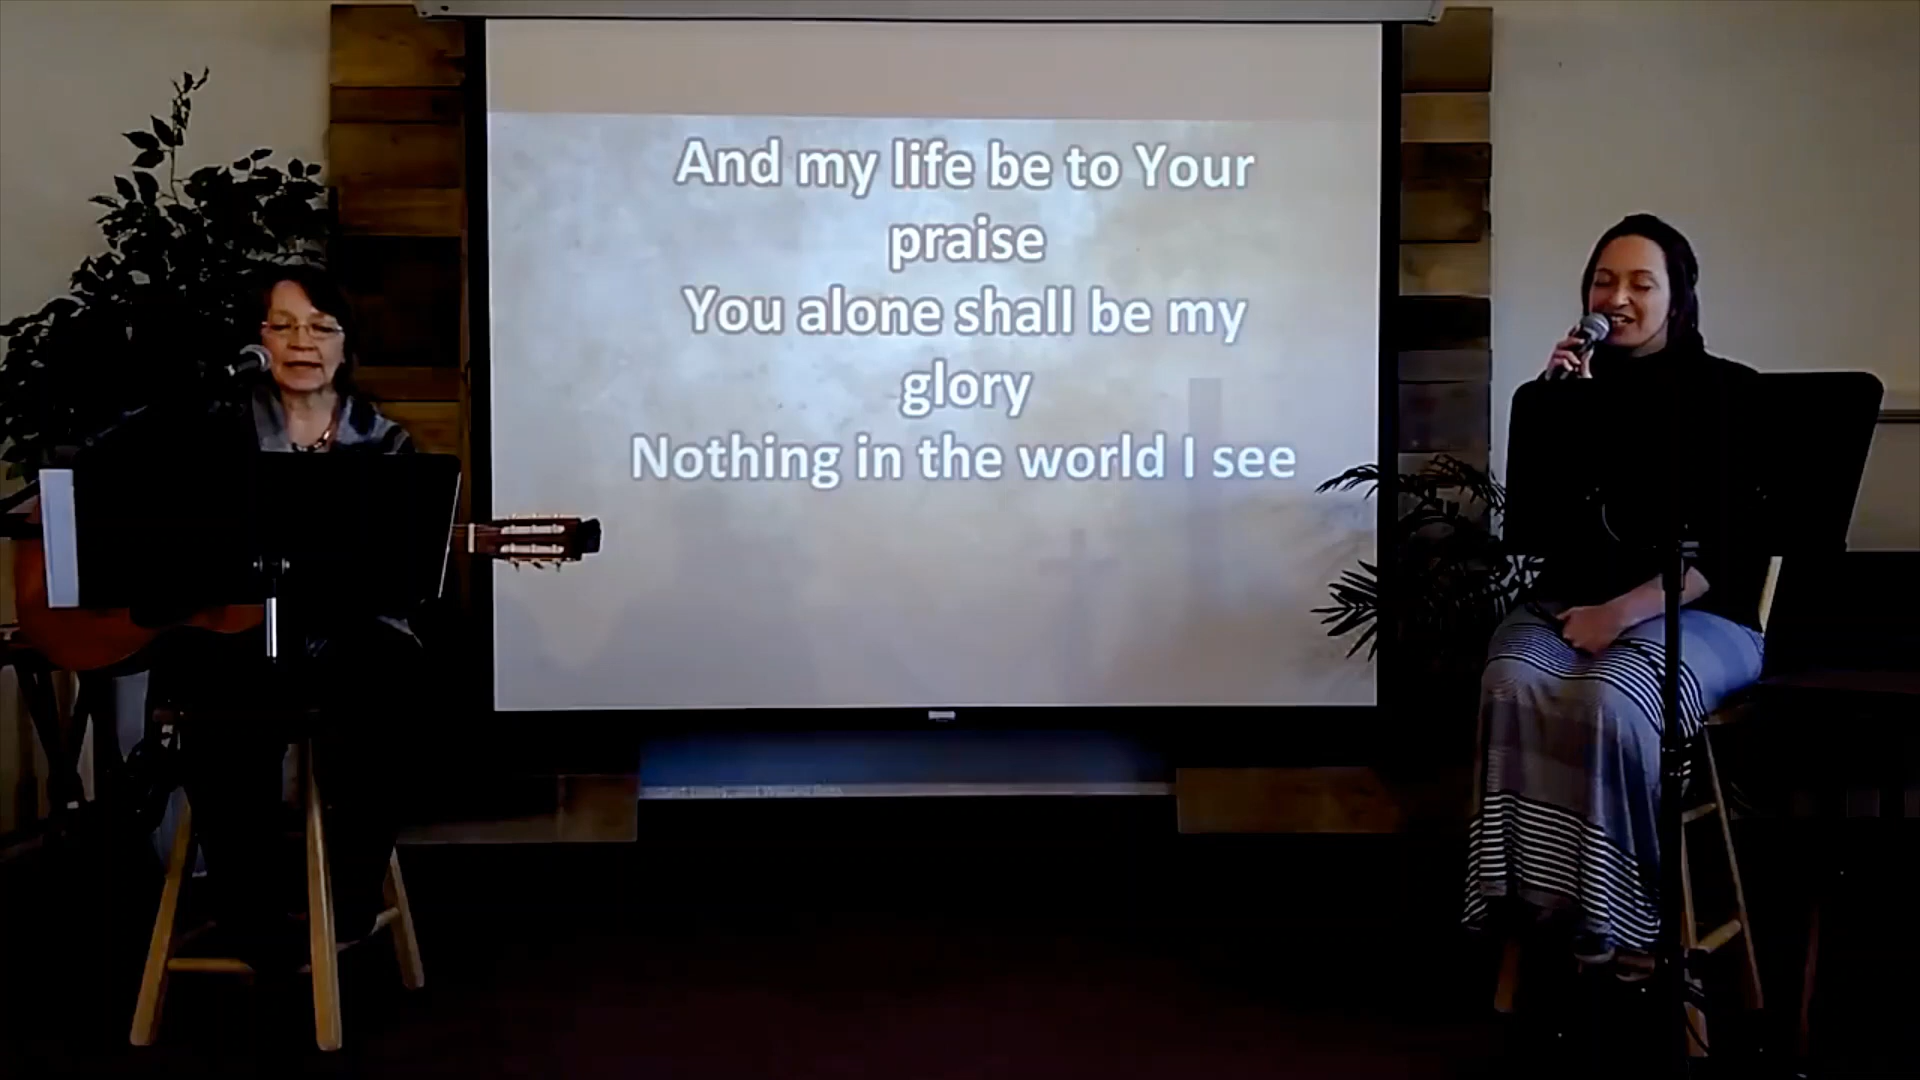 And my life be to Your
praise
You alone shall be my
glory
Nothing in the world I see